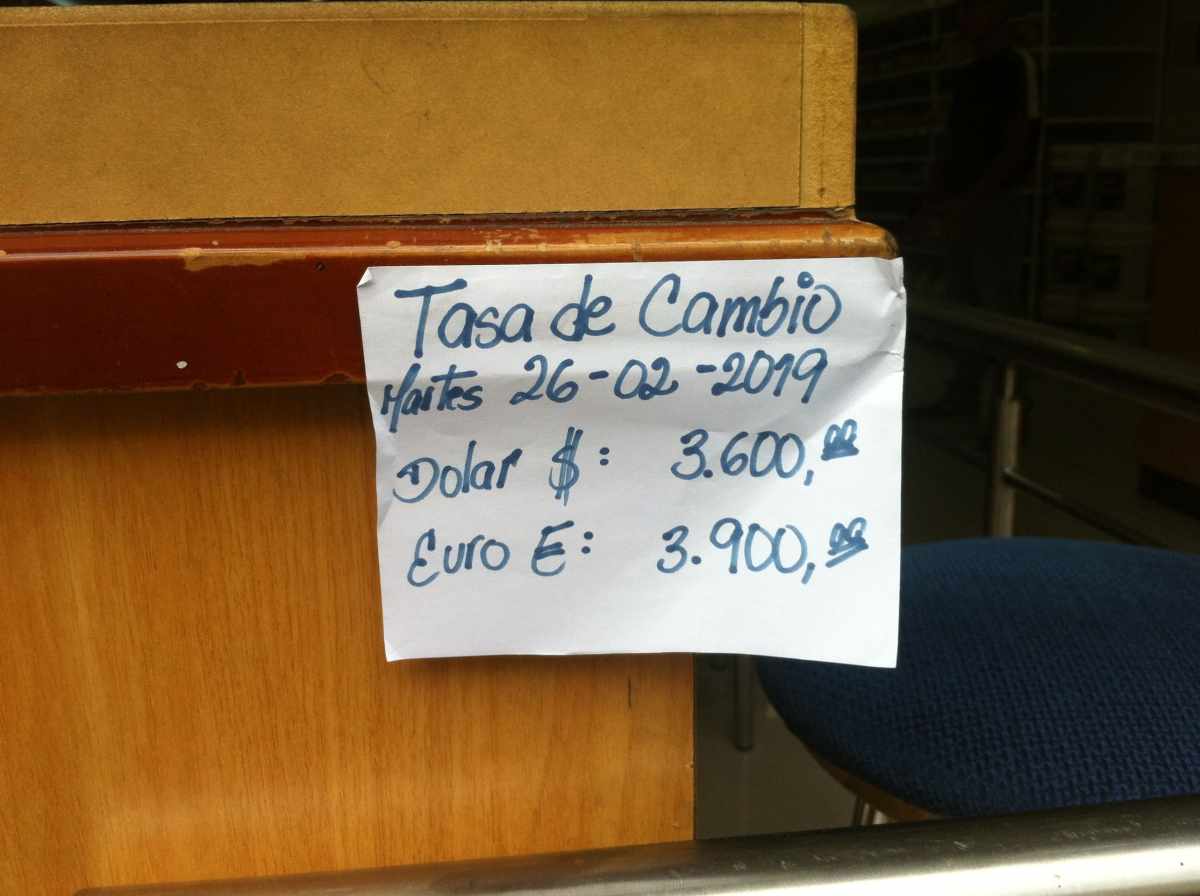 Tasa de Cambio
Martes 26-02-2019
Dolar $: 3.600,00
Euro €: 3.900,00